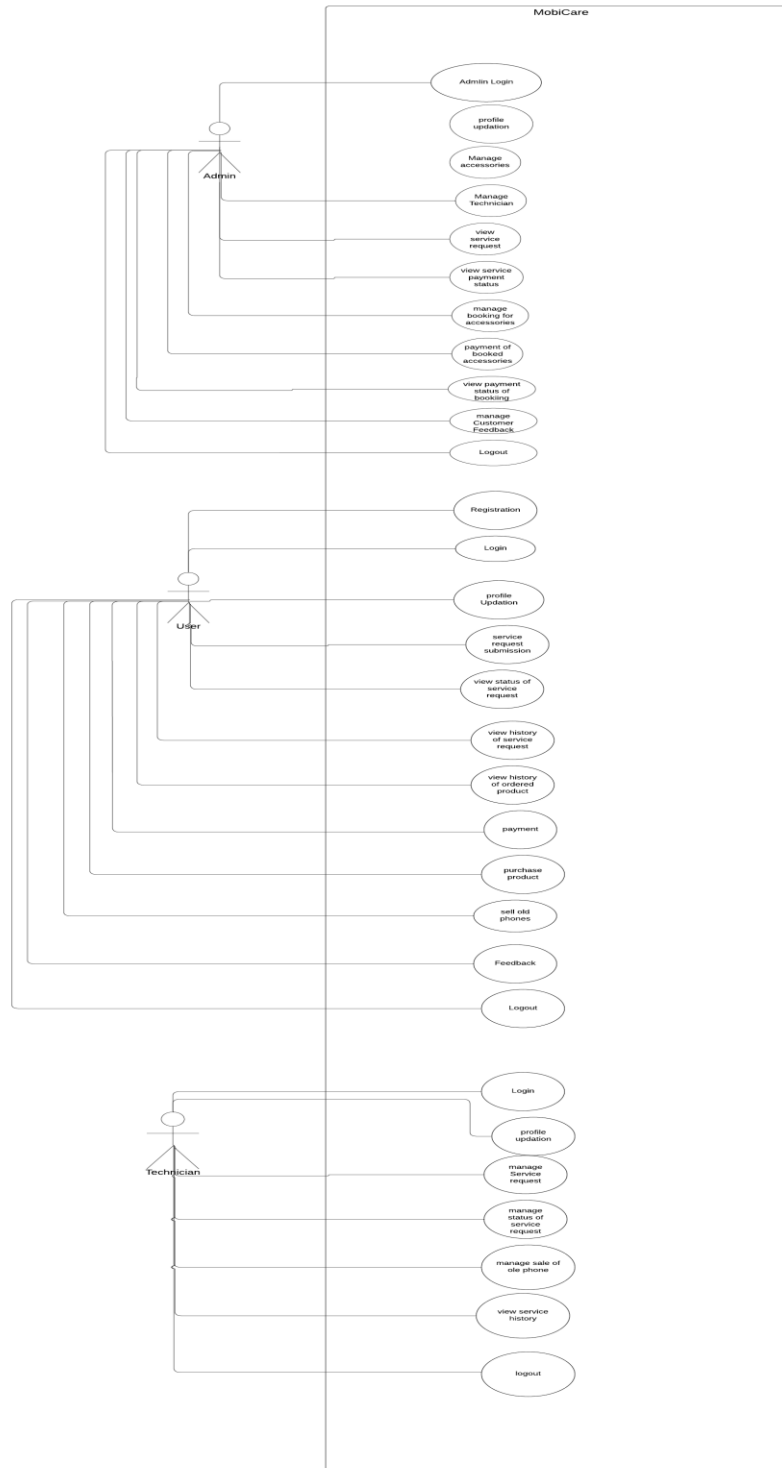 MobiCare
Admlin Login
profile
updation
Manage
accessories
Admin
Manage
Technician
view
service
request
view service
payment
status
manage
booking for
accessories
payment of
booked
accessories
view payment
status of
bookiing
manage
Customer
Feedback
Logout
Registration
Login
profile
Updation
User
service
request
submission
view status of
service
request
view history
of service
request
view history
of ordered
product
payment
purchase
product
sell old
phones
Feedback
Logout
Login
profile
updation
Technician
manage
Service
request
manage
status of
service
request
manage sale of
ole phone
view service
history
logout